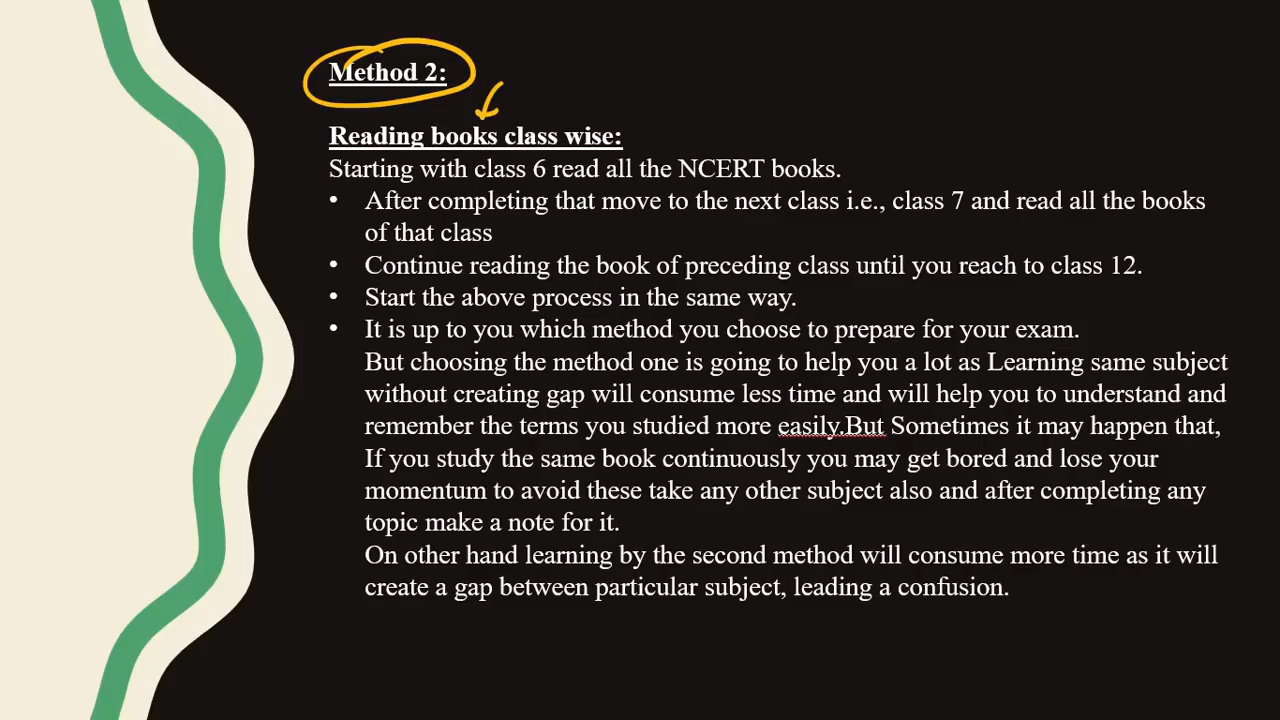 Method 2:
Reading books class wise:
Starting with class 6 read all the NCERT books.
• After completing that move to the next class i.e., class 7 and read all the books
of that class
• Continue reading the book of preceding class until you reach to class 12.
• Start the above process in the same way.
• It is up to you which method you choose to prepare for your exam.
But choosing the method one is going to help you a lot as Learning same subject
without creating gap will consume less time and will help you to understand and
remember the terms you studied more easily.But Sometimes it may happen that,
If you study the same book continuously you may get bored and lose your
momentum to avoid these take any other subject also and after completing any
topic make a note for it.
On other hand learning by the second method will consume more time as it will
create a gap between particular subject, leading a confusion.